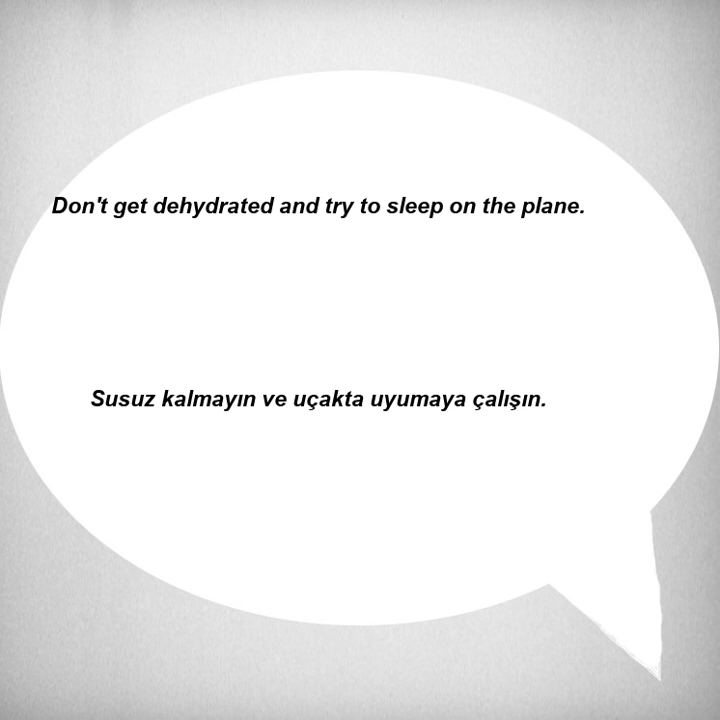 Don't get dehydrated and try to sleep on the plane.
Susuz kalmayın ve uçakta uyumaya çalışın.